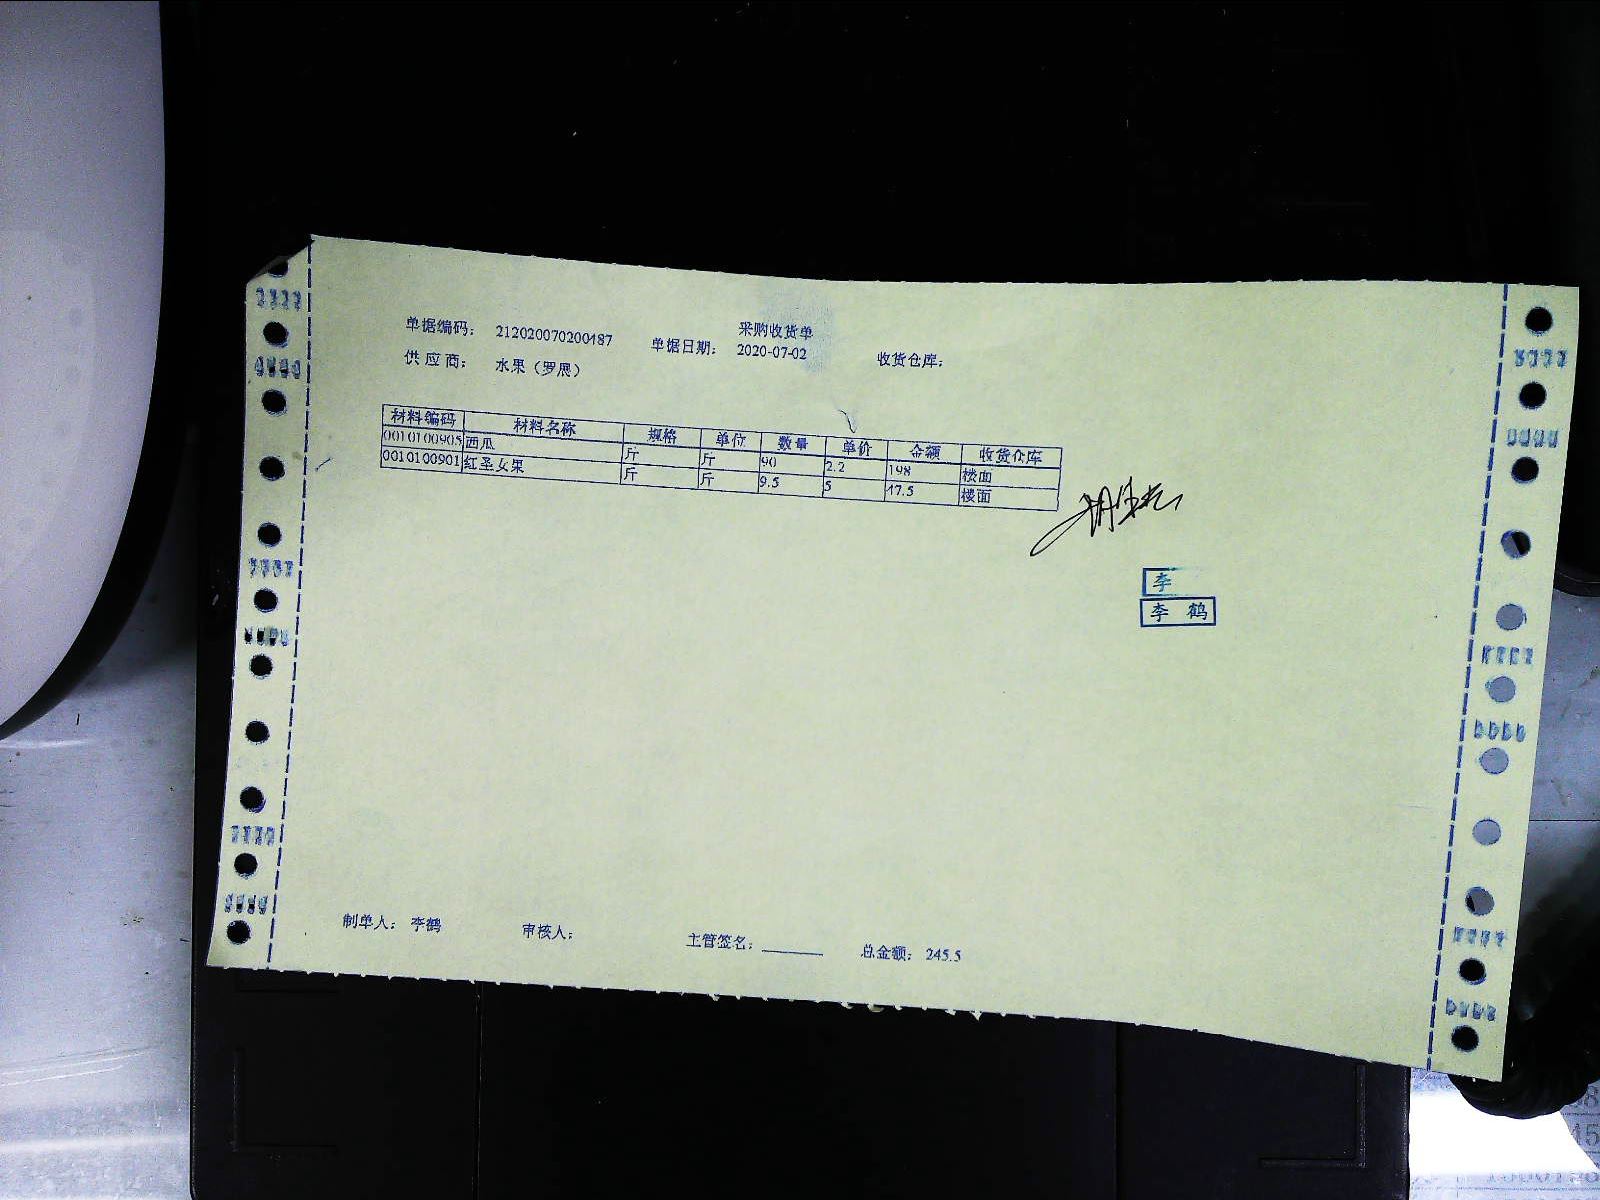 采购收货单
单据编码： 212020070200487 单据日期： 2020-07-02 收货仓库：
供应商： 水果（罗展）
材料编码 材料名称 规格 单位 数量 单价 金额 收货仓库
0010100905 西瓜 斤 斤 90 2.2 198 楼面
0010100901 红圣女果 斤 斤 9.5 5 47.5 楼面
李
李 鹤
制单人： 李鹤 审核人： 主管签名： 总金额： 245.5